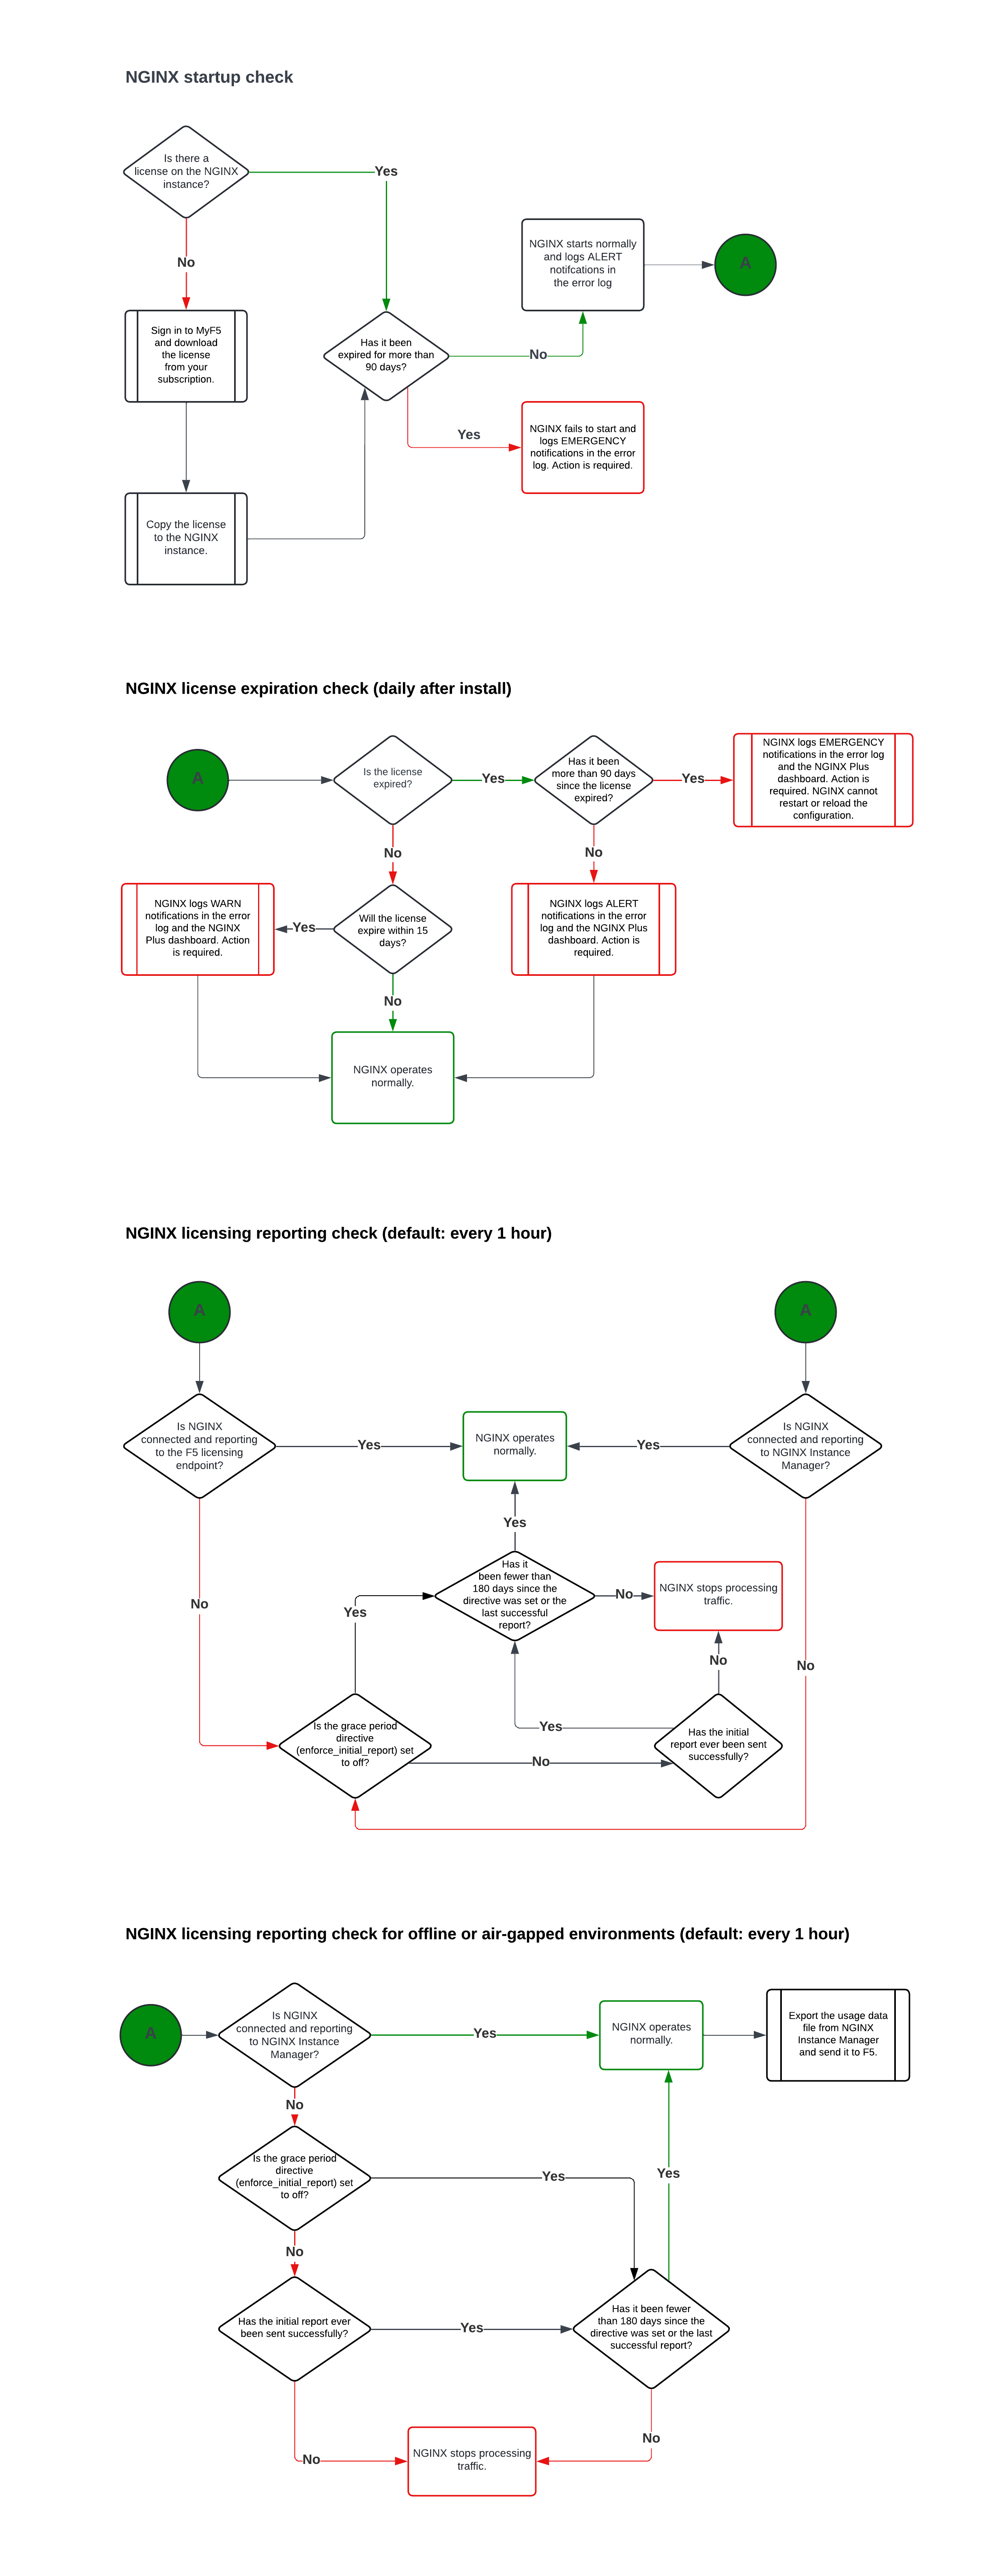 NGINX startup check
Is there a
license on the NGINX
instance?
Yes
No
NGINX starts normally
and logs ALERT
notifcations in
the error log
A
Sign in to MyF5
and download
the license
from your
subscription.
Has it been
expired for more than
90 days?
No
Yes
NGINX fails to start and
logs EMERGENCY
notifications in the error
log. Action is required.
Copy the license
to the NGINX
instance.
NGINX license expiration check (daily after install)
A
Is the license
expired?
Yes
Has it been
more than 90 days
since the license
expired?
Yes
NGINX logs EMERGENCY
notifications in the error log
and the NGINX Plus
dashboard. Action is
required. NGINX cannot
restart or reload the
configuration.
No
No
NGINX logs WARN
notifications in the error
log and the NGINX
Plus dashboard. Action
is required.
Yes
Will the license
expire within 15
days?
NGINX logs ALERT
notifications in the error
log and the NGINX Plus
dashboard. Action is
required.
No
NGINX operates
normally.
NGINX licensing reporting check (default: every 1 hour)
A
A
Is NGINX
connected and reporting
to the F5 licensing
endpoint?
Yes
NGINX operates
normally.
Yes
Is NGINX
connected and reporting
to NGINX Instance
Manager?
Yes
No
Yes
Has it
been fewer than
180 days since the
directive was set or the
last successful
report?
No
NGINX stops processing
traffic.
No
No
Is the grace period
directive
(enforce_initial_report) set
to off?
Yes
No
Has the initial
report ever been sent
successfully?
NGINX licensing reporting check for offline or air-gapped environments (default: every 1 hour)
A
Is NGINX
connected and reporting
to NGINX Instance
Manager?
Yes
NGINX operates
normally.
Export the usage data
file from NGINX
Instance Manager
and send it to F5.
No
Is the grace period
directive
(enforce_initial_report) set
to off?
Yes
Yes
No
Has the initial report ever
been sent successfully?
Yes
Has it been fewer
than 180 days since the
directive was set or the last
successful report?
No
No
NGINX stops processing
traffic.